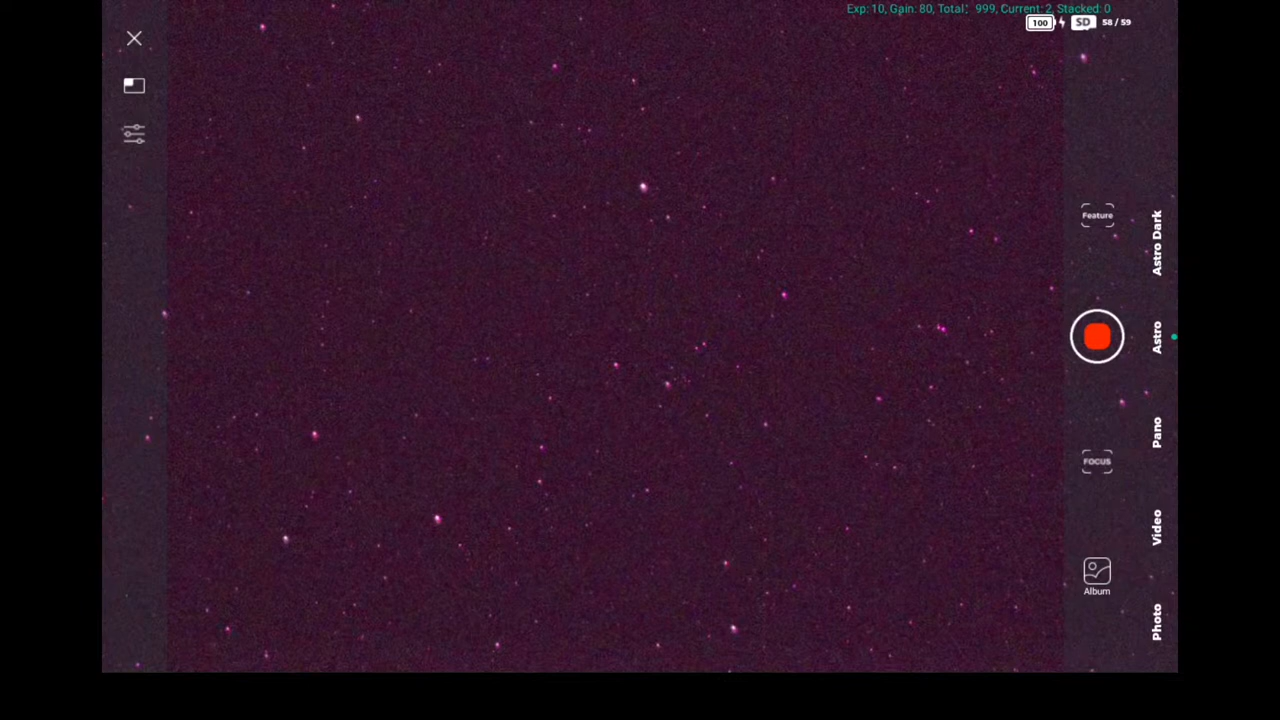 Exp: 10, Gain: 80, Total: 999, Current: 2, Stacked: 0
100 SD 58 / 59
Feature
Astro Dark
Astro
Pano
FOCUS
Video
Album
Photo